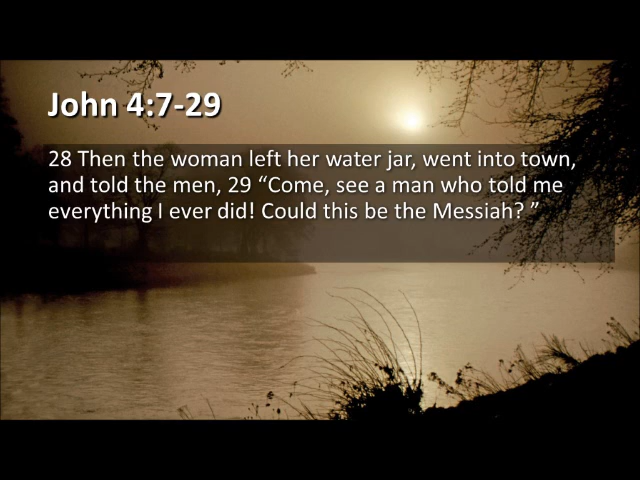 John 4:7-29
28 Then the woman left her water jar, went into town,
and told the men, 29 “Come, see a man who told me
everything I ever did! Could this be the Messiah? ”